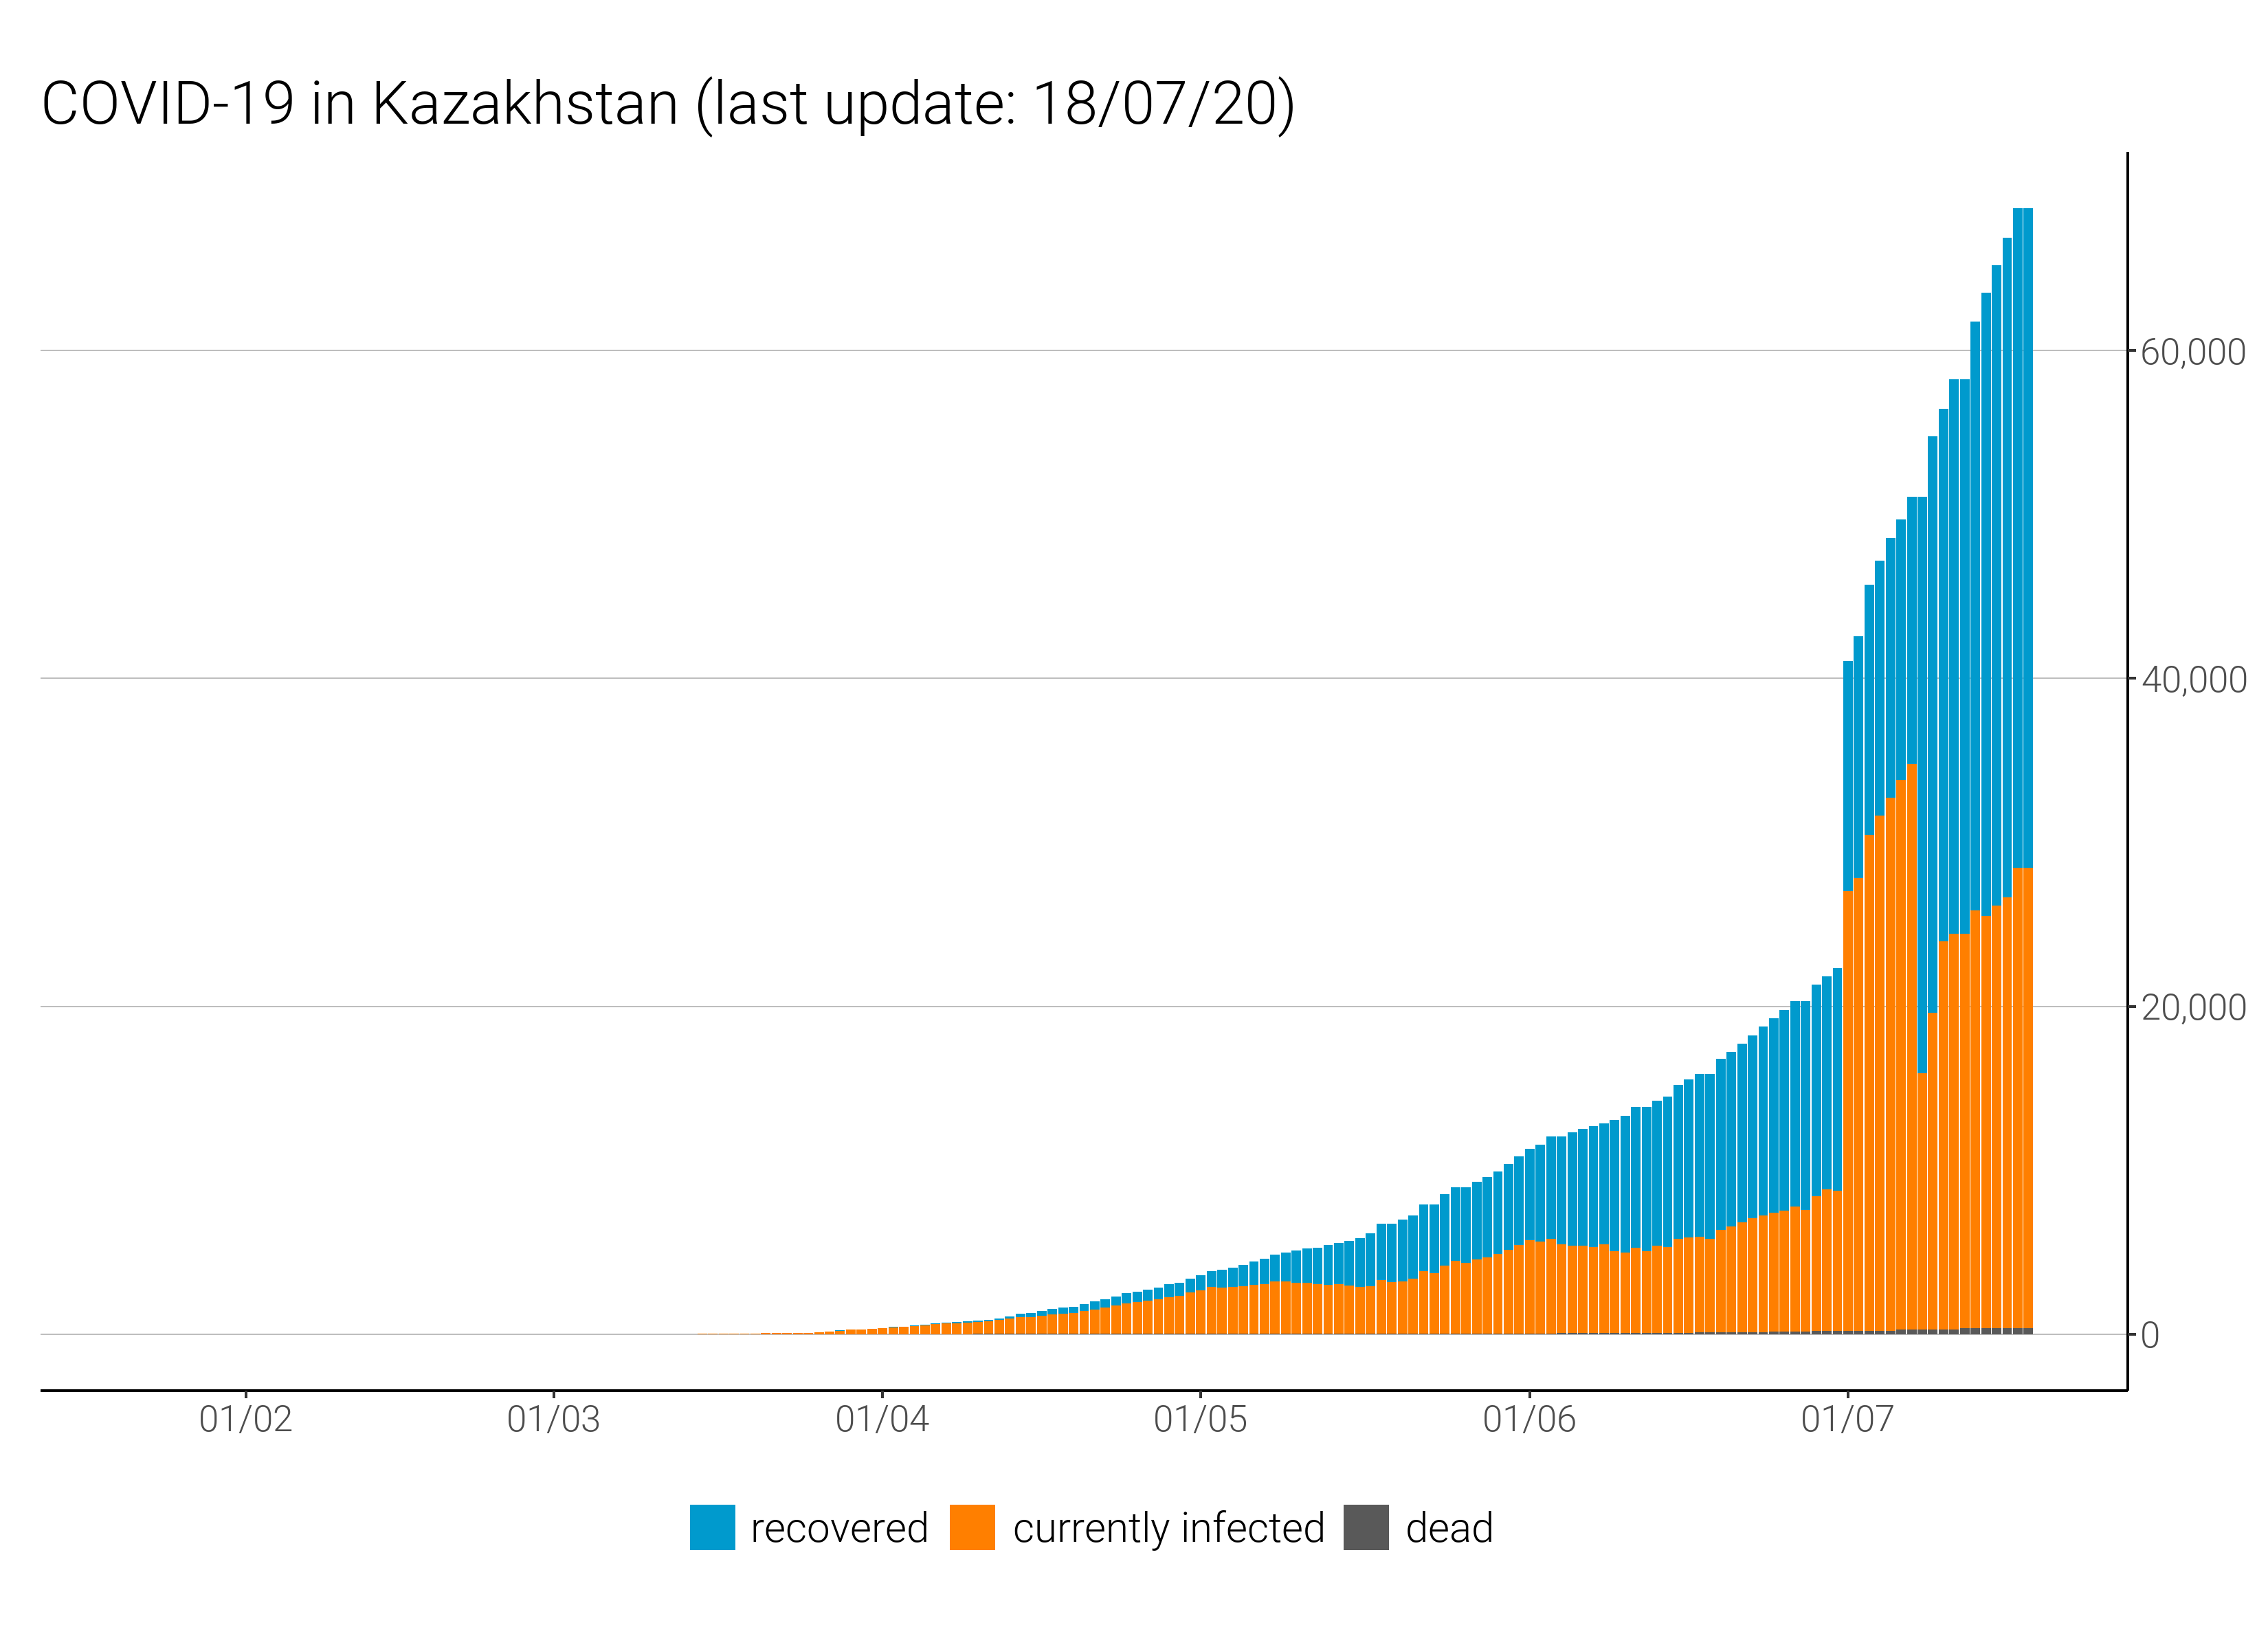 COVID-19 in Kazakhstan (last update: 18/07/20)
60,000
40,000
20,000
0
01/02 01/03 01/04 01/05 01/06 01/07
recovered currently infected dead